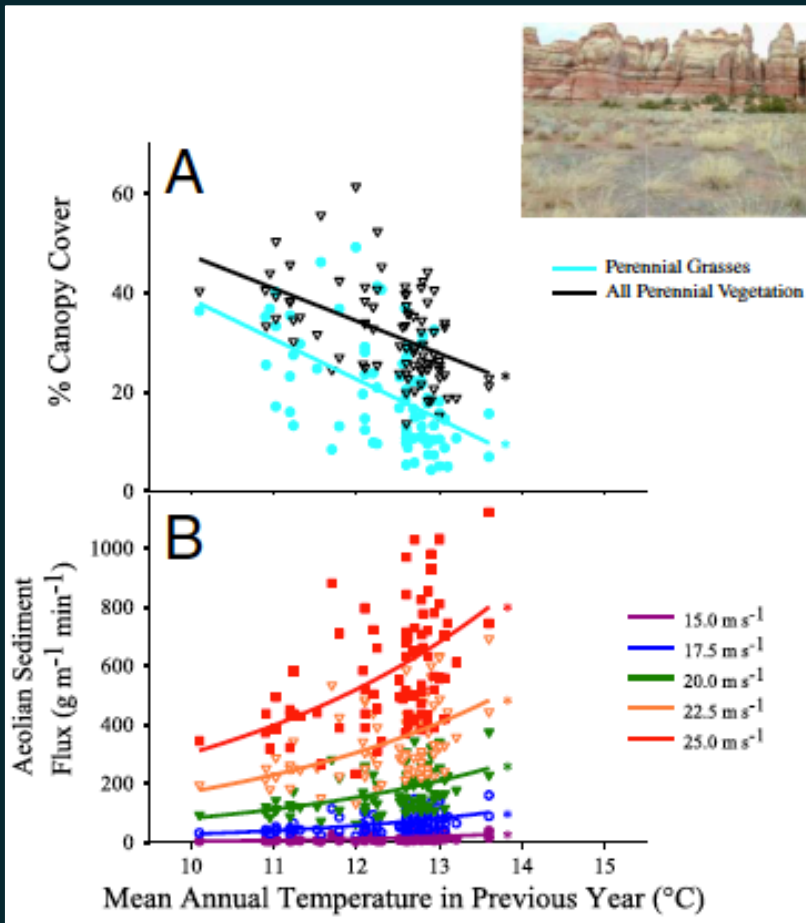 A
% Canopy Cover
60
40
20
0
Perennial Grasses
All Perennial Vegetation
*
*
B
Aeolian Sediment
Flux (g m⁻¹ min⁻¹)
1000
800
600
400
200
0
15.0 m s⁻¹
17.5 m s⁻¹
20.0 m s⁻¹
22.5 m s⁻¹
25.0 m s⁻¹
*
*
*
*
*
10 11 12 13 14 15
Mean Annual Temperature in Previous Year (°C)